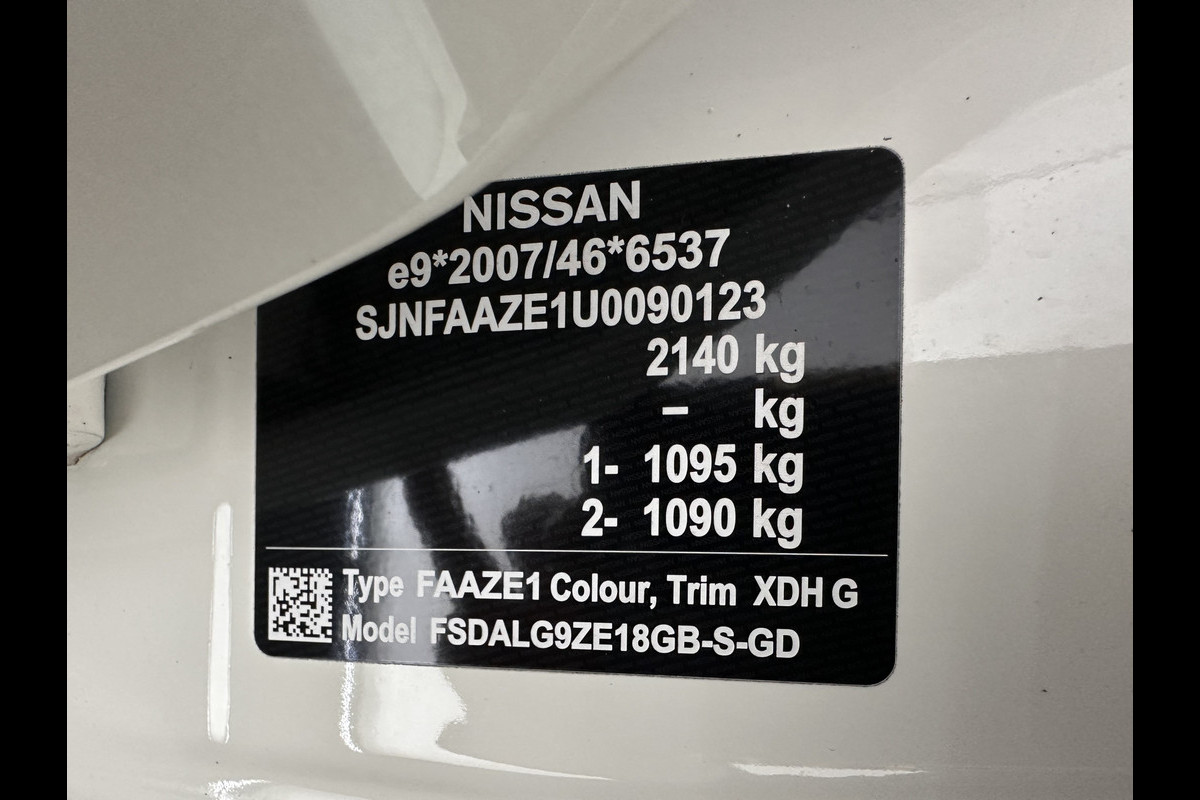 NISSAN
e9*2007/46*6537
SJNFAAZE1U0090123
2140 kg
– kg
1- 1095 kg
2- 1090 kg
Type FAAZE1 Colour, Trim XDH G
Model FSDALG9ZE18GB-S-GD